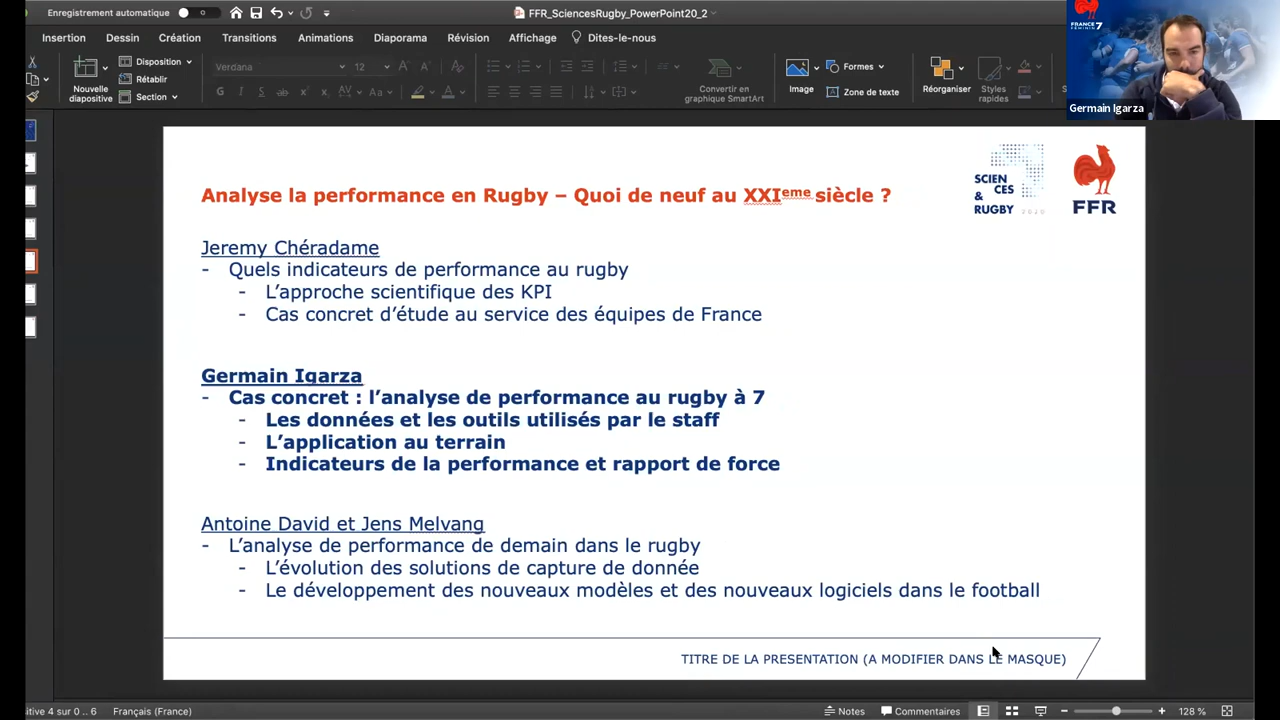 Enregistrement automatique
FFR_SciencesRugby_PowerPoint20_2
Insertion Dessin Création Transitions Animations Diaporama Révision Affichage Dites-le-nous
Nouvelle diapositive
Disposition
Rétablir
Section
Verdana 12
Convertir en graphique SmartArt
Image
Formes
Zone de texte
Réorganiser
Styles rapides
FRANCE 7
FEMININ
Germain Igarza
SCIEN
CES
&
RUGBY 2020
FFR
Analyse la performance en Rugby – Quoi de neuf au XXIeme siècle ?
Jeremy Chéradame
- Quels indicateurs de performance au rugby
- L’approche scientifique des KPI
- Cas concret d’étude au service des équipes de France
Germain Igarza
- Cas concret : l’analyse de performance au rugby à 7
- Les données et les outils utilisés par le staff
- L’application au terrain
- Indicateurs de la performance et rapport de force
Antoine David et Jens Melvang
- L’analyse de performance de demain dans le rugby
- L’évolution des solutions de capture de donnée
- Le développement des nouveaux modèles et des nouveaux logiciels dans le football
TITRE DE LA PRESENTATION (A MODIFIER DANS LE MASQUE)
itive 4 sur 0 .. 6 Français (France) Notes Commentaires 128 %